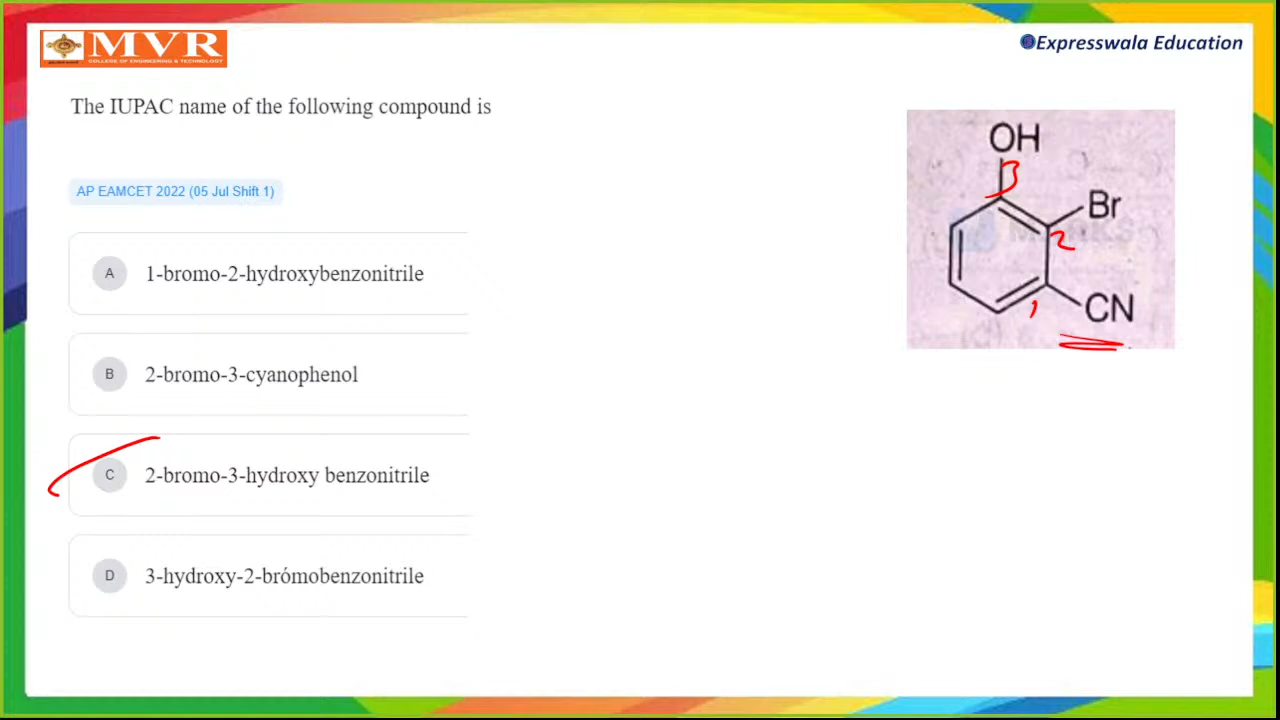 MVR
COLLEGE OF ENGINEERING & TECHNOLOGY
Expresswala Education
The IUPAC name of the following compound is
AP EAMCET 2022 (05 Jul Shift 1)
A 1-bromo-2-hydroxybenzonitrile
B 2-bromo-3-cyanophenol
C 2-bromo-3-hydroxy benzonitrile
D 3-hydroxy-2-brómobenzonitrile
OH
3
Br
2
CN
1